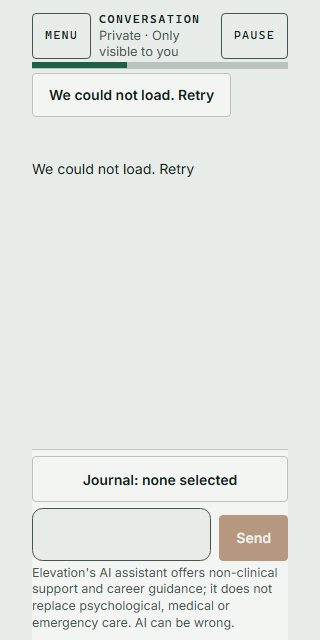 MENU
CONVERSATION
Private · Only
visible to you
PAUSE
We could not load. Retry
We could not load. Retry
Journal: none selected
Send
Elevation's AI assistant offers non-clinical
support and career guidance; it does not
replace psychological, medical or
emergency care. AI can be wrong.